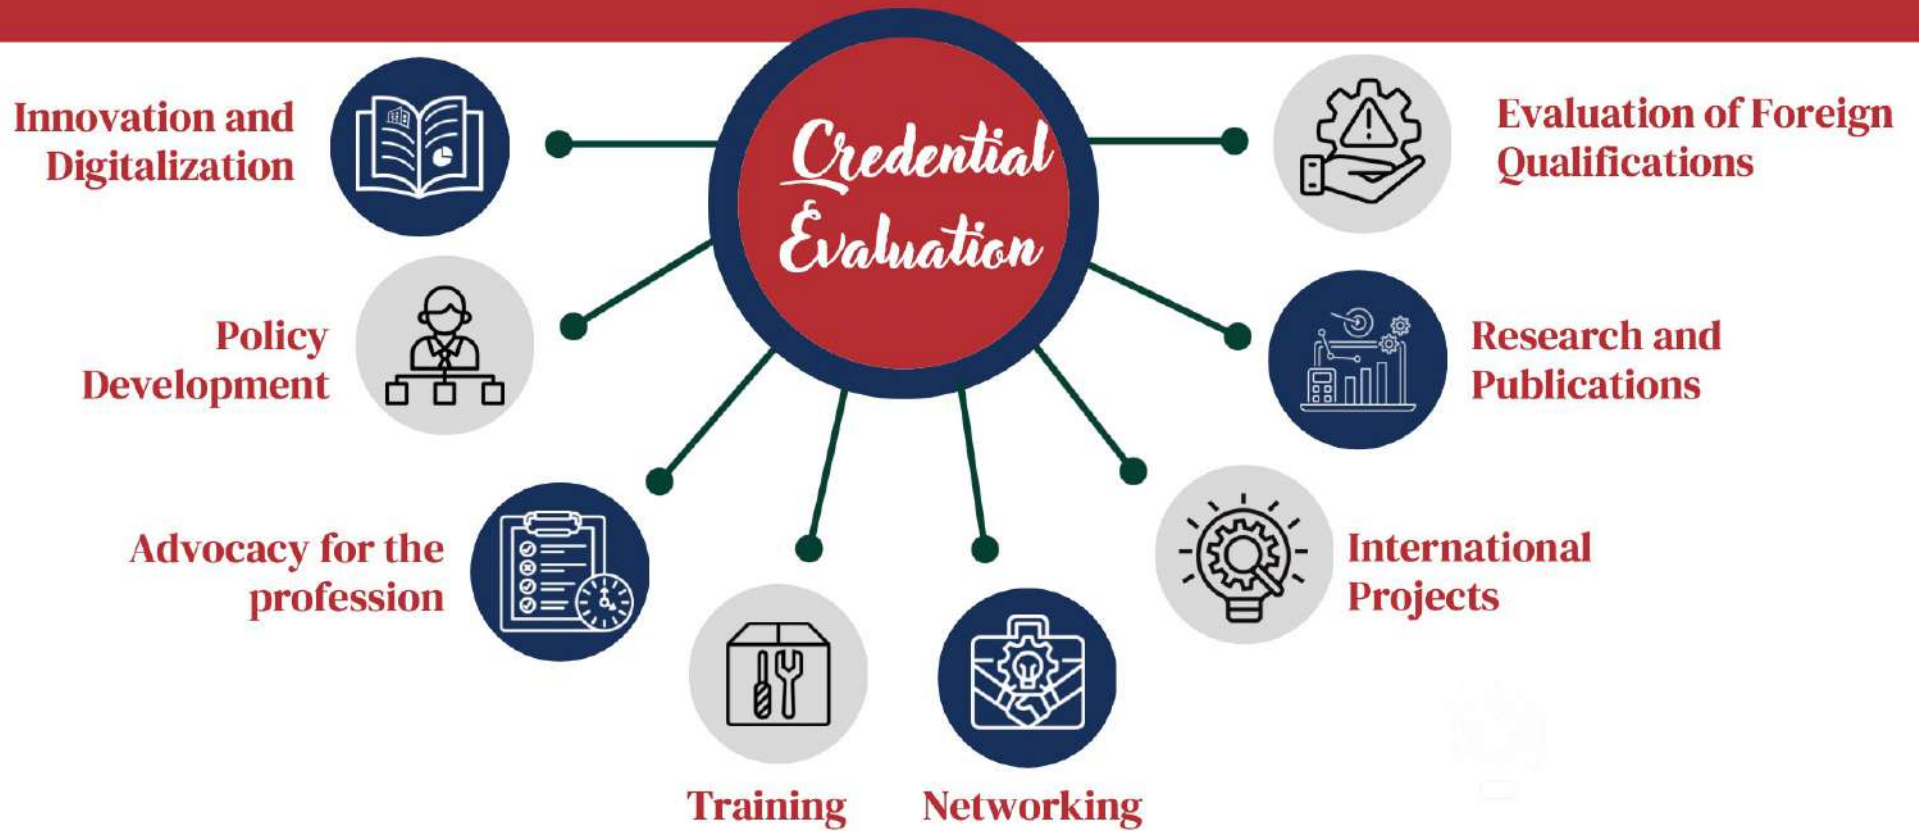 Credential
Evaluation
Innovation and
Digitalization
Policy
Development
Advocacy for the
profession
Training
Networking
International
Projects
Research and
Publications
Evaluation of Foreign
Qualifications